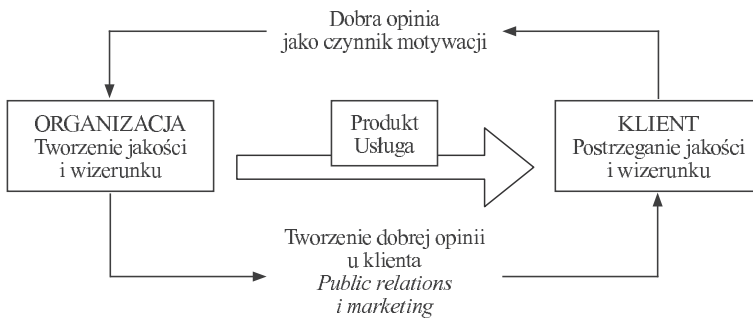 Dobra opinia
jako czynnik motywacji
ORGANIZACJA
Tworzenie jakości
i wizerunku
Produkt
Usługa
KLIENT
Postrzeganie jakości
i wizerunku
Tworzenie dobrej opinii
u klienta
Public relations
i marketing